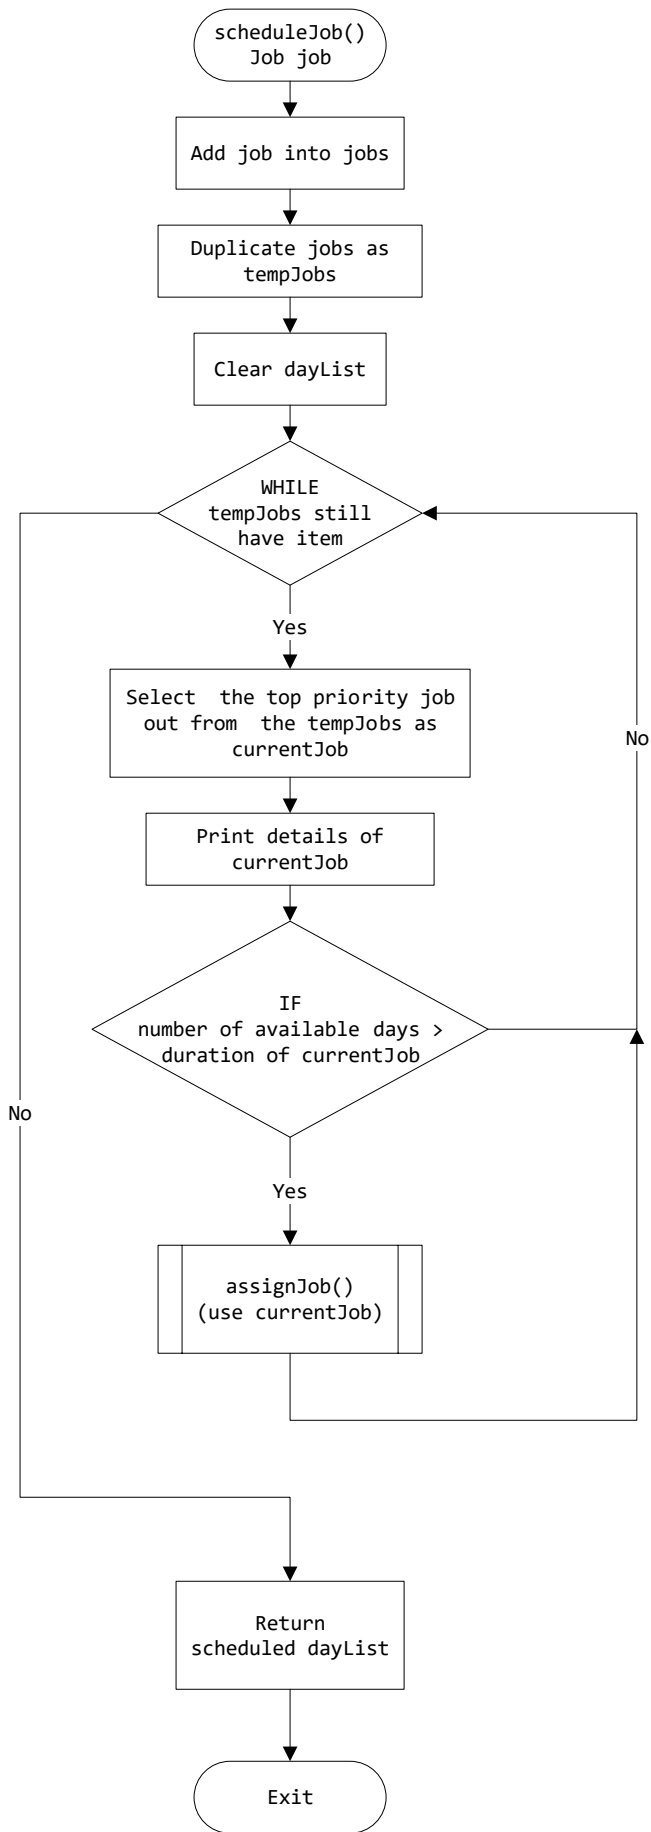 scheduleJob()
Job job
Add job into jobs
Duplicate jobs as
tempJobs
Clear dayList
WHILE
tempJobs still
have item
Yes
Select  the top priority job
out from  the tempJobs as
currentJob
No
Print details of
currentJob
IF
number of available days >
duration of currentJob
No
Yes
assignJob()
(use currentJob)
Return
scheduled dayList
Exit